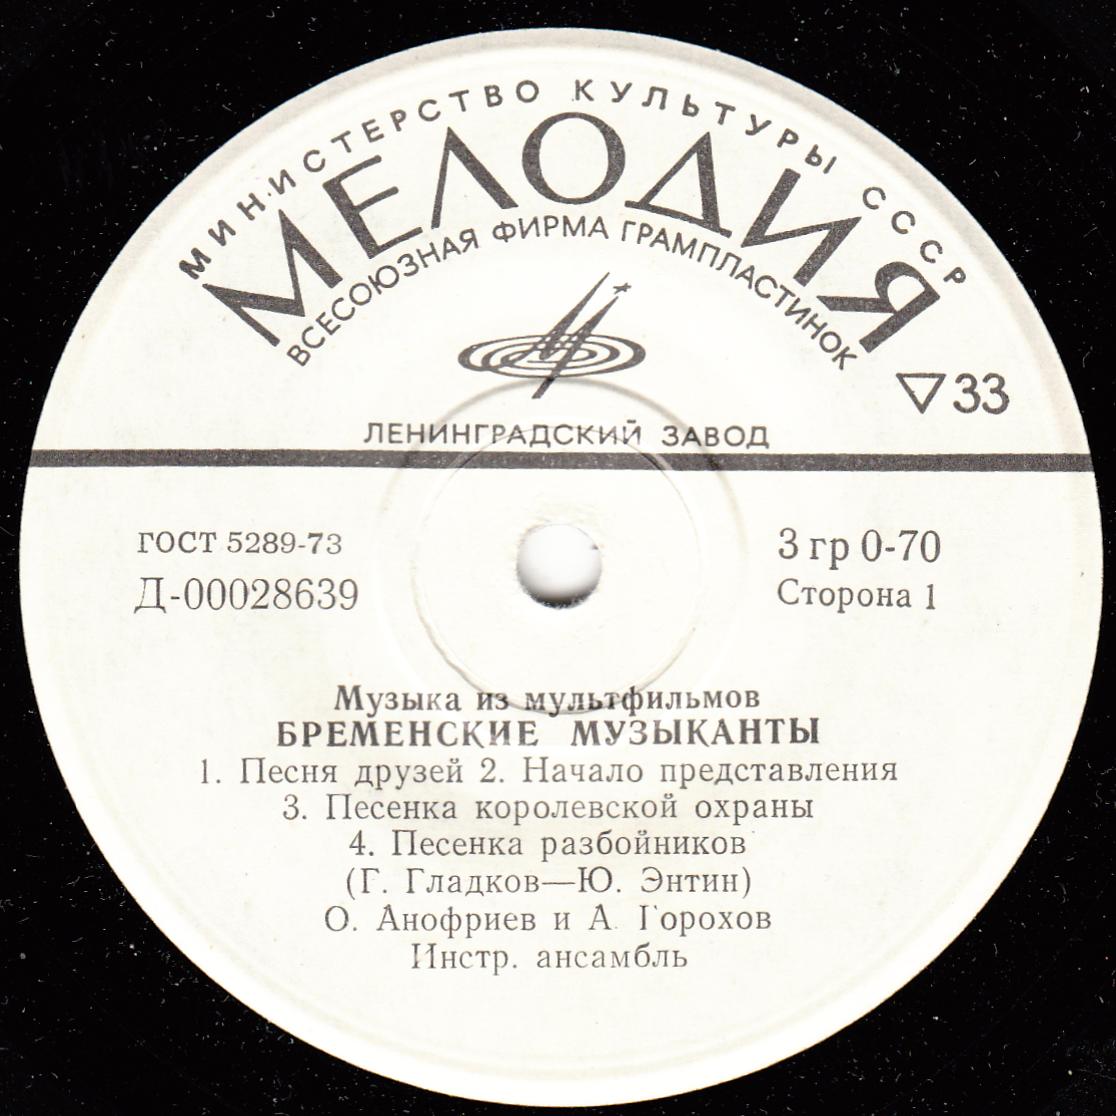 МИНИСТЕРСТВО КУЛЬТУРЫ СССР
МЕЛОДИЯ
ВСЕСОЮЗНАЯ ФИРМА ГРАМПЛАСТИНОК
▽33
ЛЕНИНГРАДСКИЙ ЗАВОД
ГОСТ 5289-73
Д-00028639
3 гр 0-70
Сторона 1
Музыка из мультфильмов
БРЕМЕНСКИЕ МУЗЫКАНТЫ
1. Песня друзей 2. Начало представления
3. Песенка королевской охраны
4. Песенка разбойников
(Г. Гладков—Ю. Энтин)
О. Анофриев и А. Горохов
Инстр. ансамбль